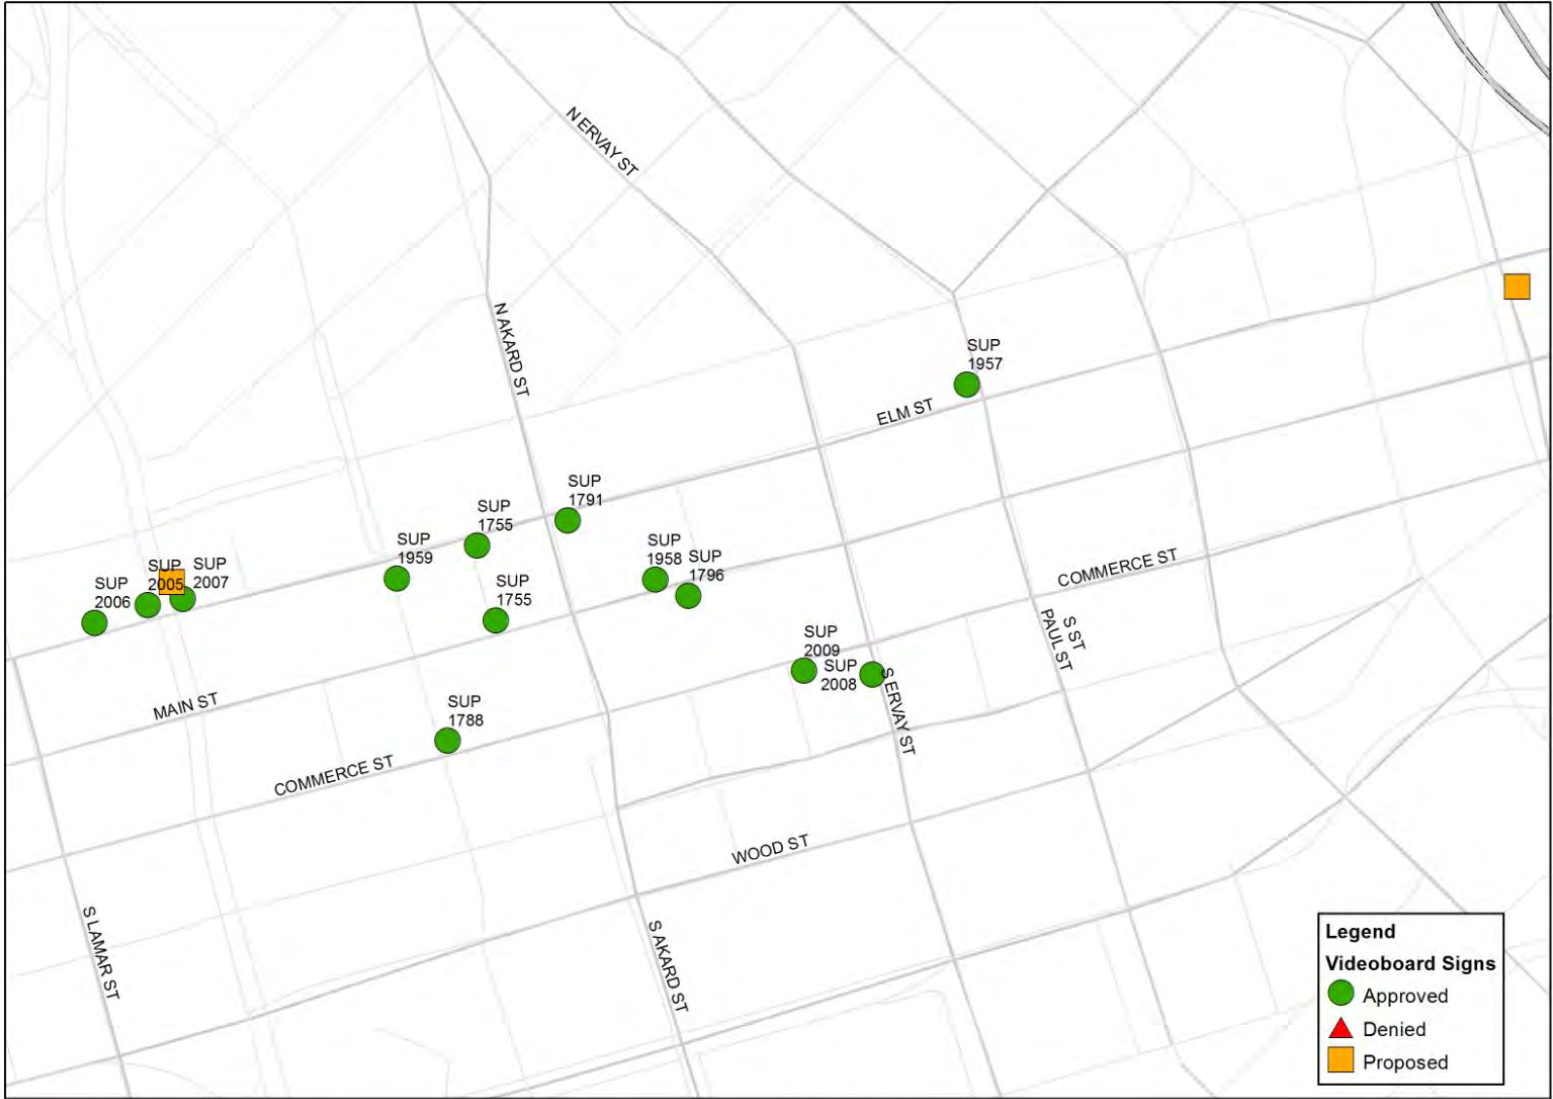 N ERVAY ST
N AKARD ST
SUP
1957
ELM ST
SUP
1791
SUP
1755
SUP
1959
SUP
1958
SUP
1796
SUP
2005
SUP
2007
SUP
2006
SUP
1755
COMMERCE ST
S ST
PAUL ST
SUP
2009
SUP
2008
S ERVAY ST
MAIN ST
SUP
1788
COMMERCE ST
WOOD ST
S LAMAR ST
S AKARD ST
Legend
Videoboard Signs
Approved
Denied
Proposed